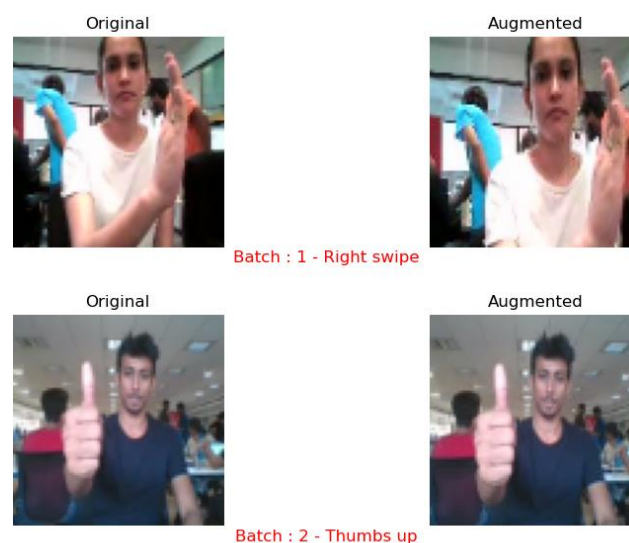 Original Augmented
Batch : 1 - Right swipe
Original Augmented
Batch : 2 - Thumbs up